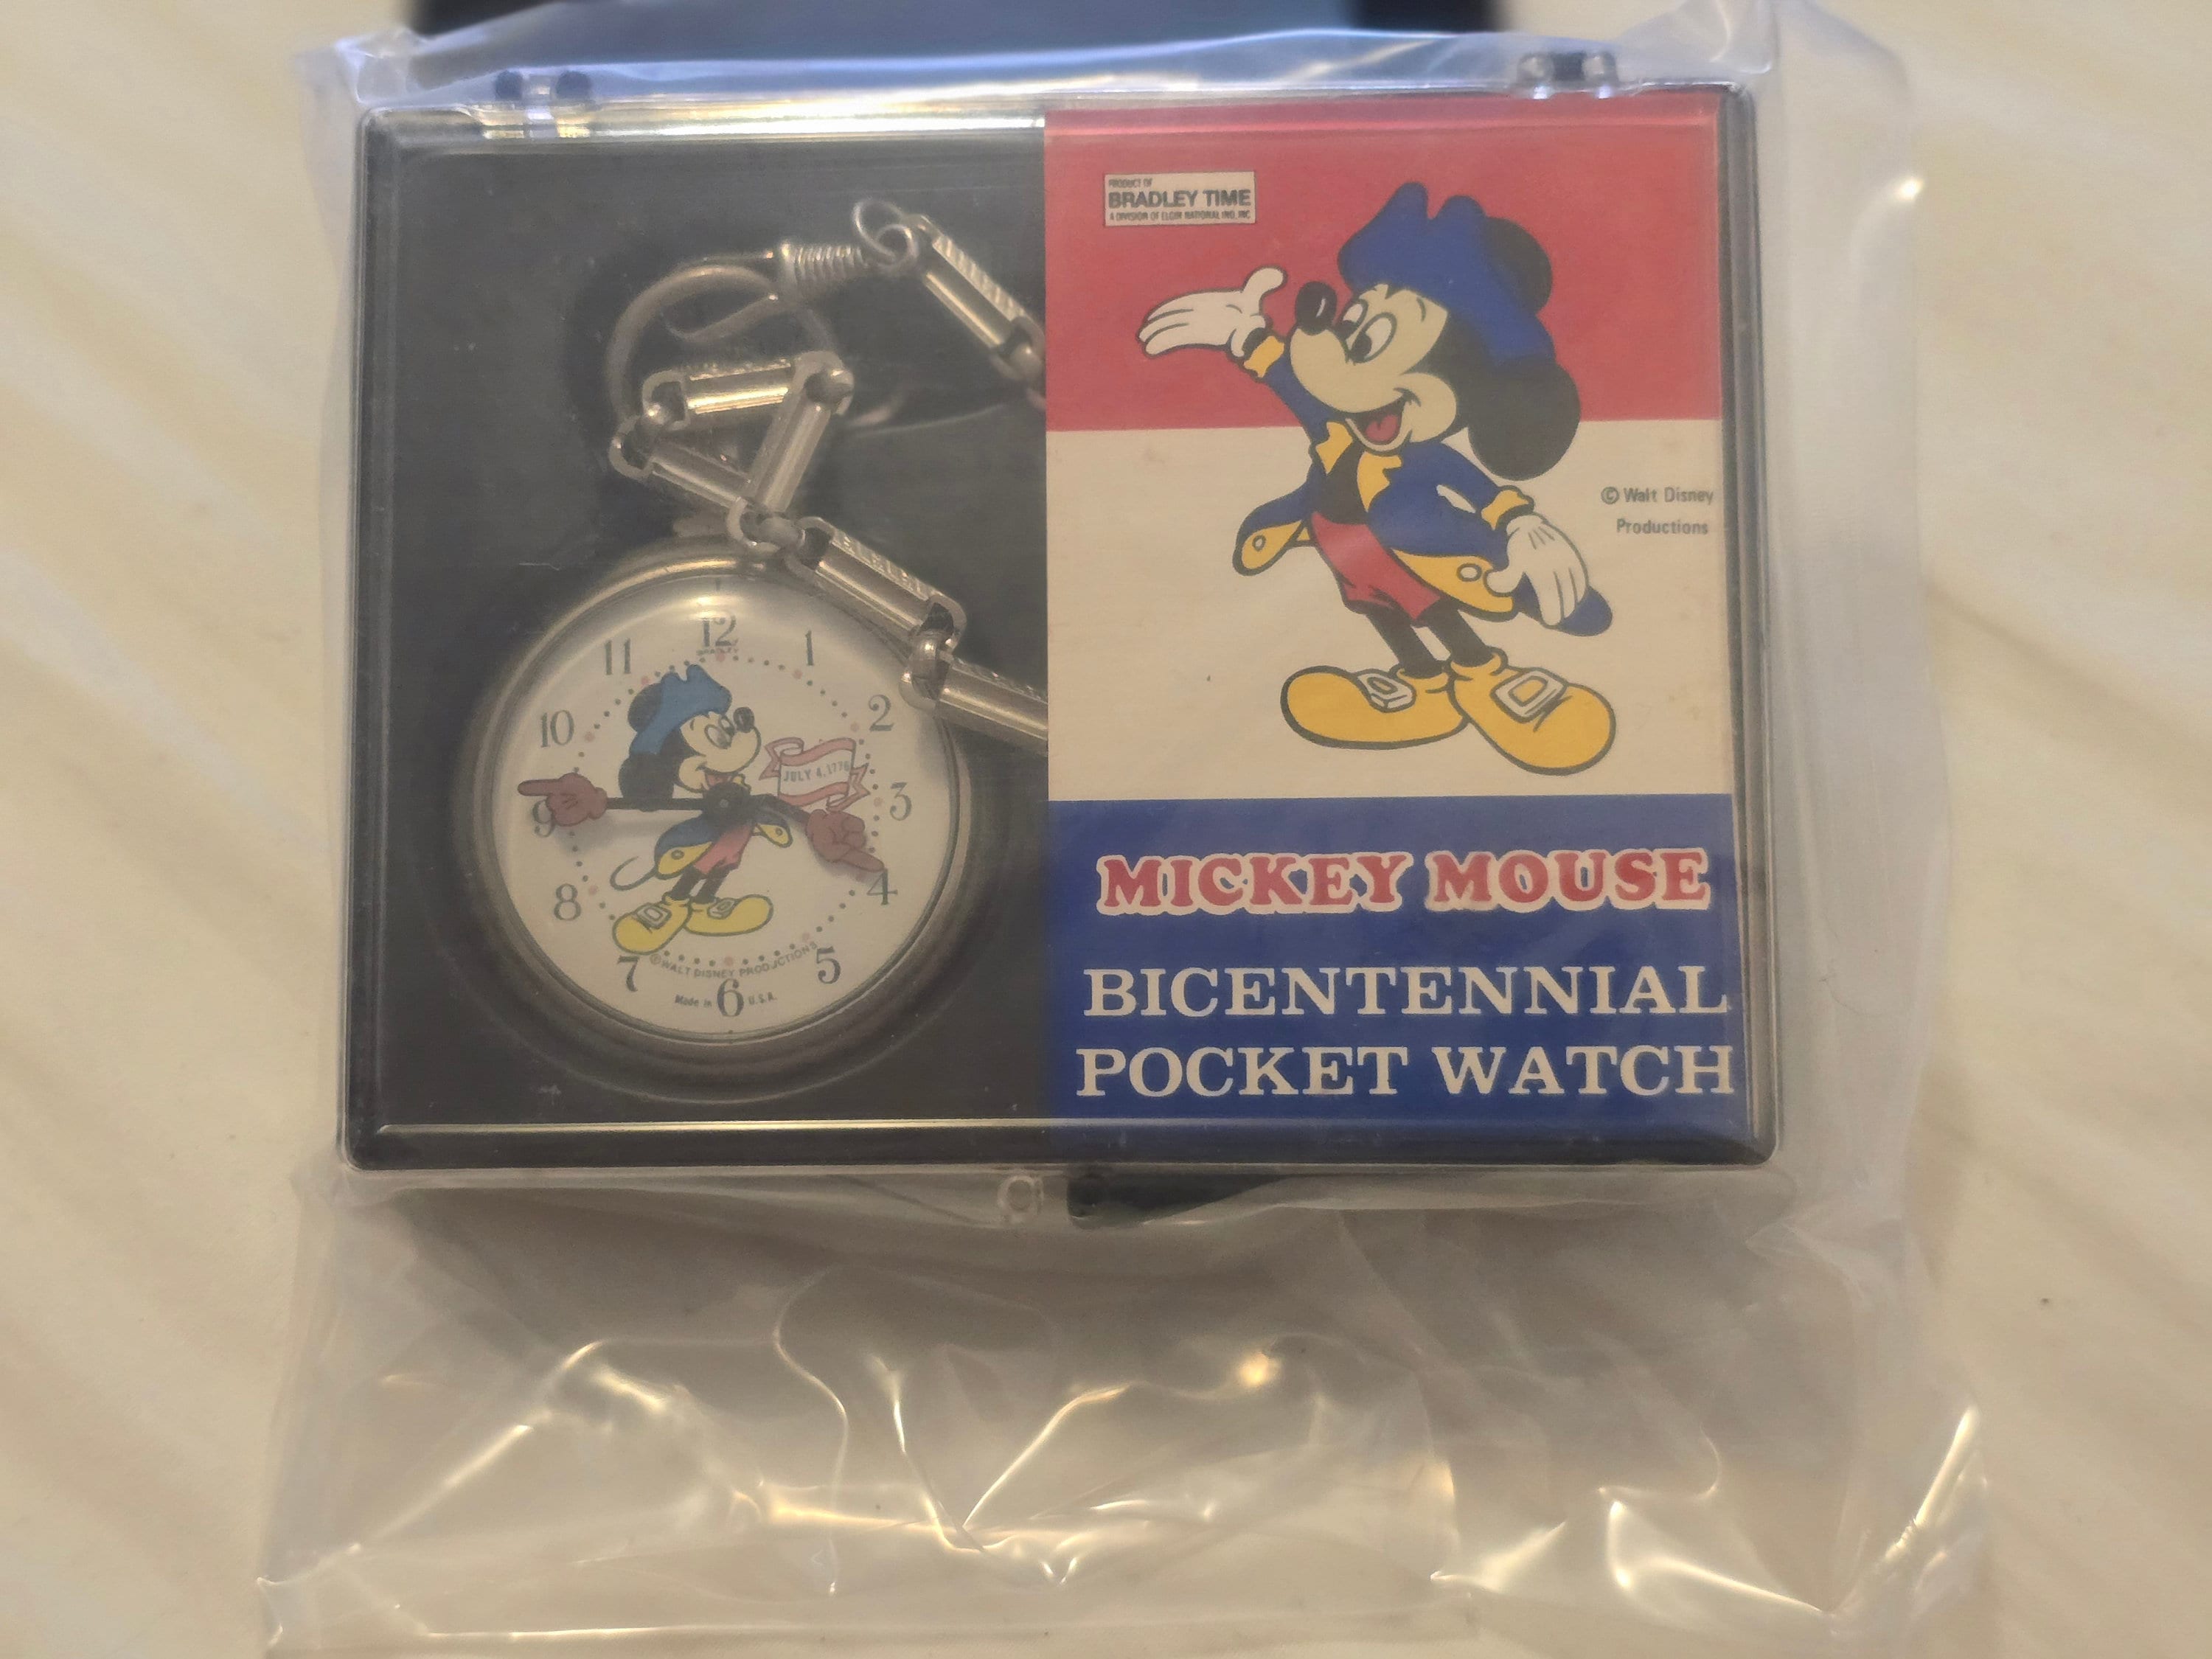 PRODUCT OF
BRADLEY TIME
A DIVISION OF ELGIN NATIONAL IND. INC
© Walt Disney
Productions
MICKEY MOUSE
BICENTENNIAL
POCKET WATCH
12
BRADLEY
11
1
10
2
JULY 4, 1776
9
3
8
4
7
5
© WALT DISNEY PRODUCTIONS
Made in 6 U.S.A.